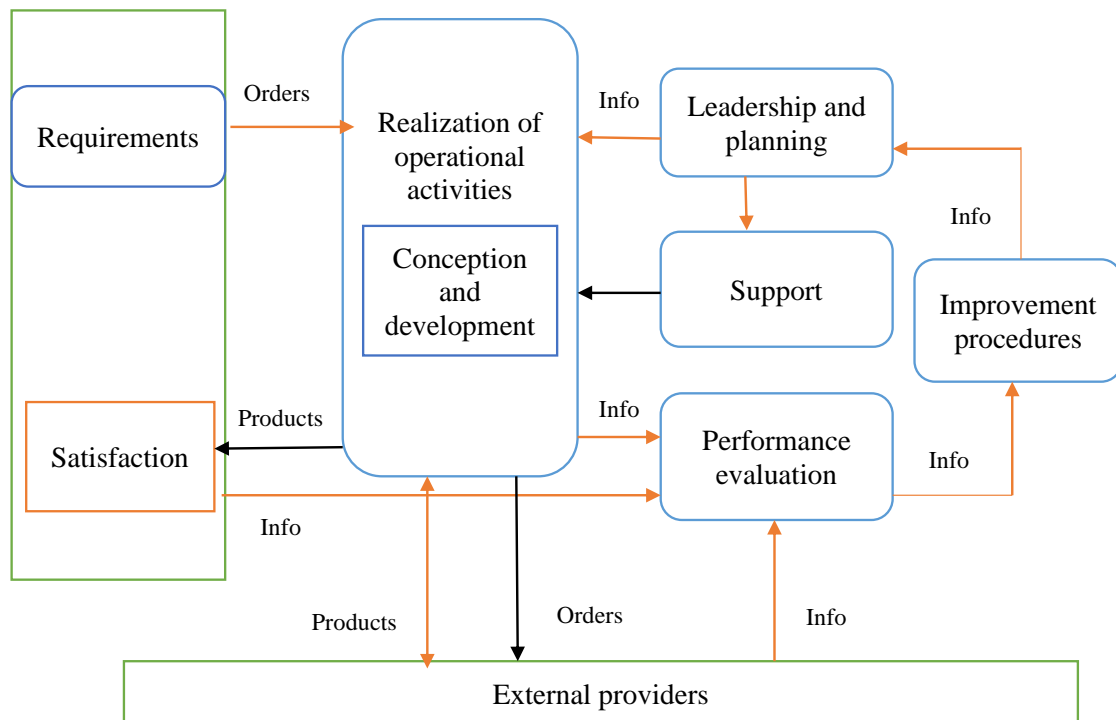 Orders
Requirements
Realization of
operational
activities
Info
Leadership and
planning
Info
Conception
and
development
Support
Improvement
procedures
Products
Satisfaction
Info
Performance
evaluation
Info
Info
Products
Orders
Info
External providers